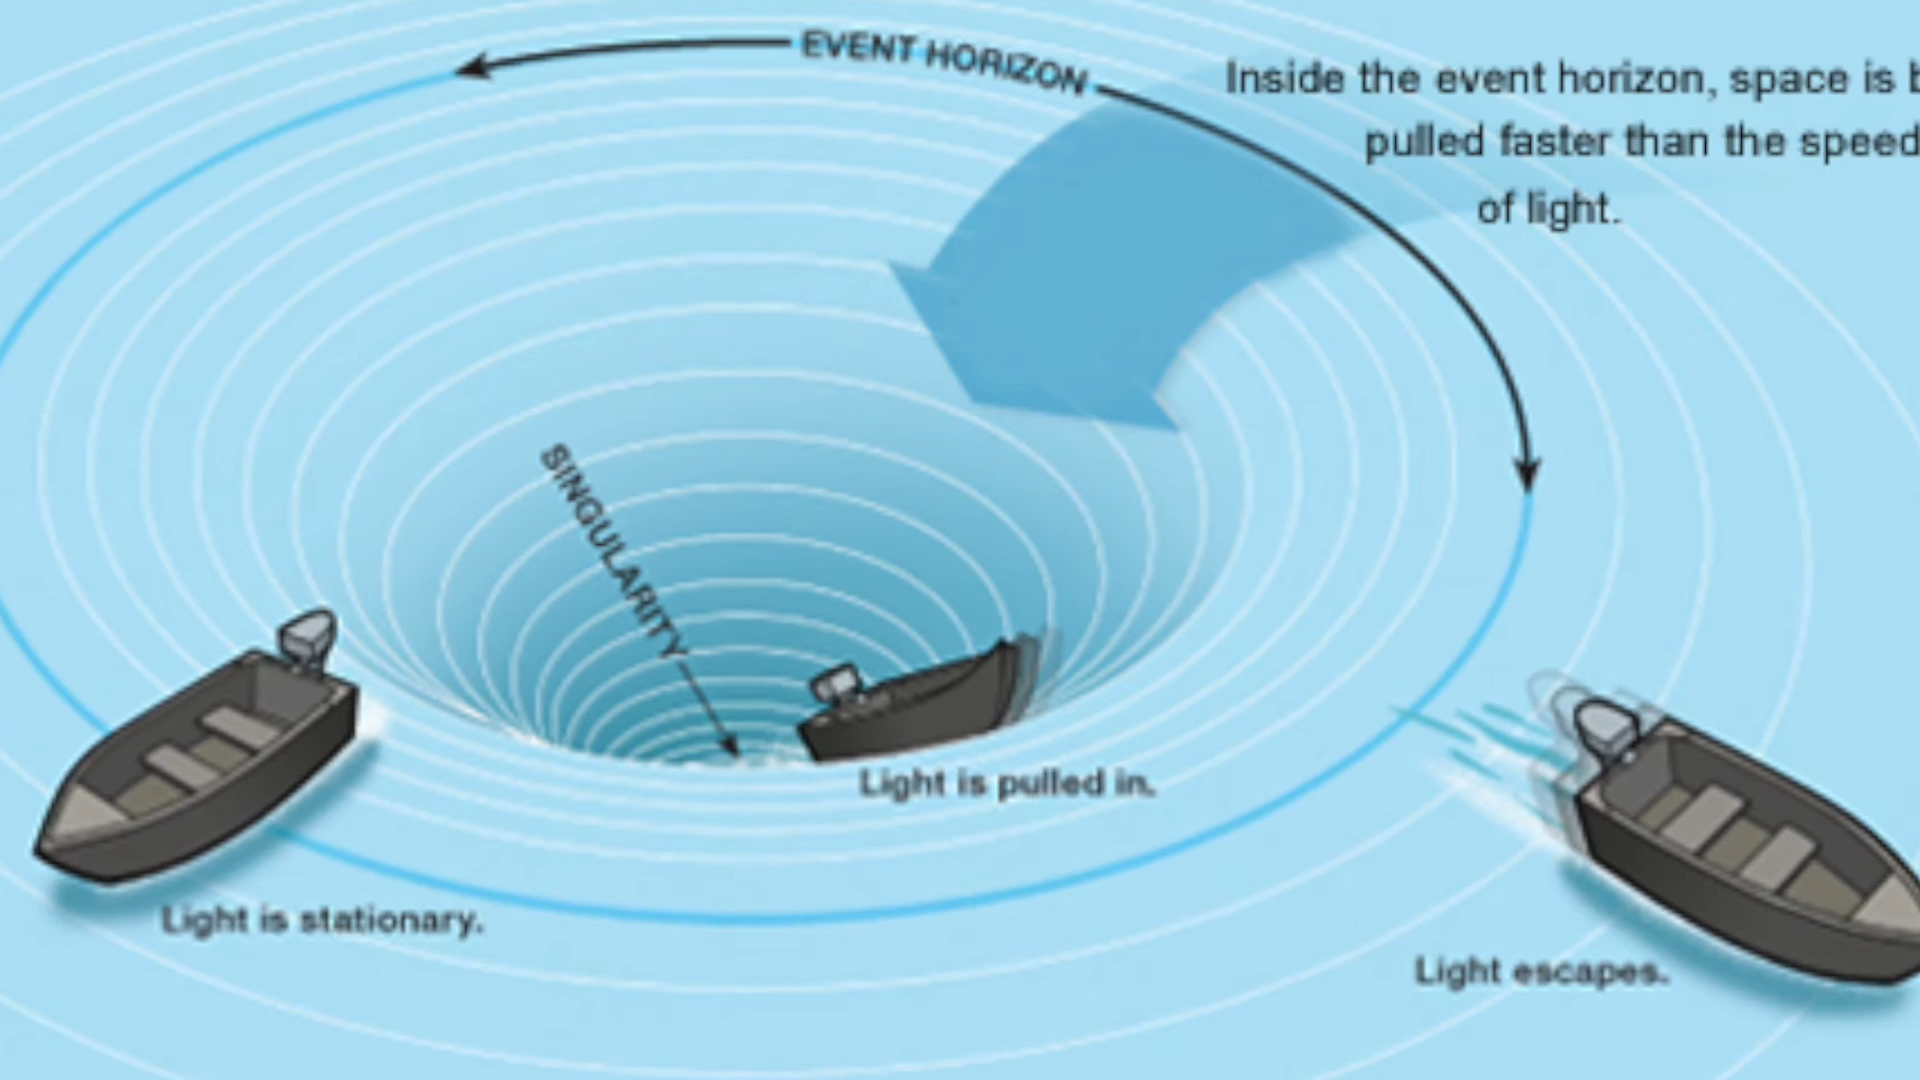 EVENT HORIZON
Inside the event horizon, space is
pulled faster than the speed
of light.
SINGULARITY
Light is pulled in.
Light is stationary.
Light escapes.